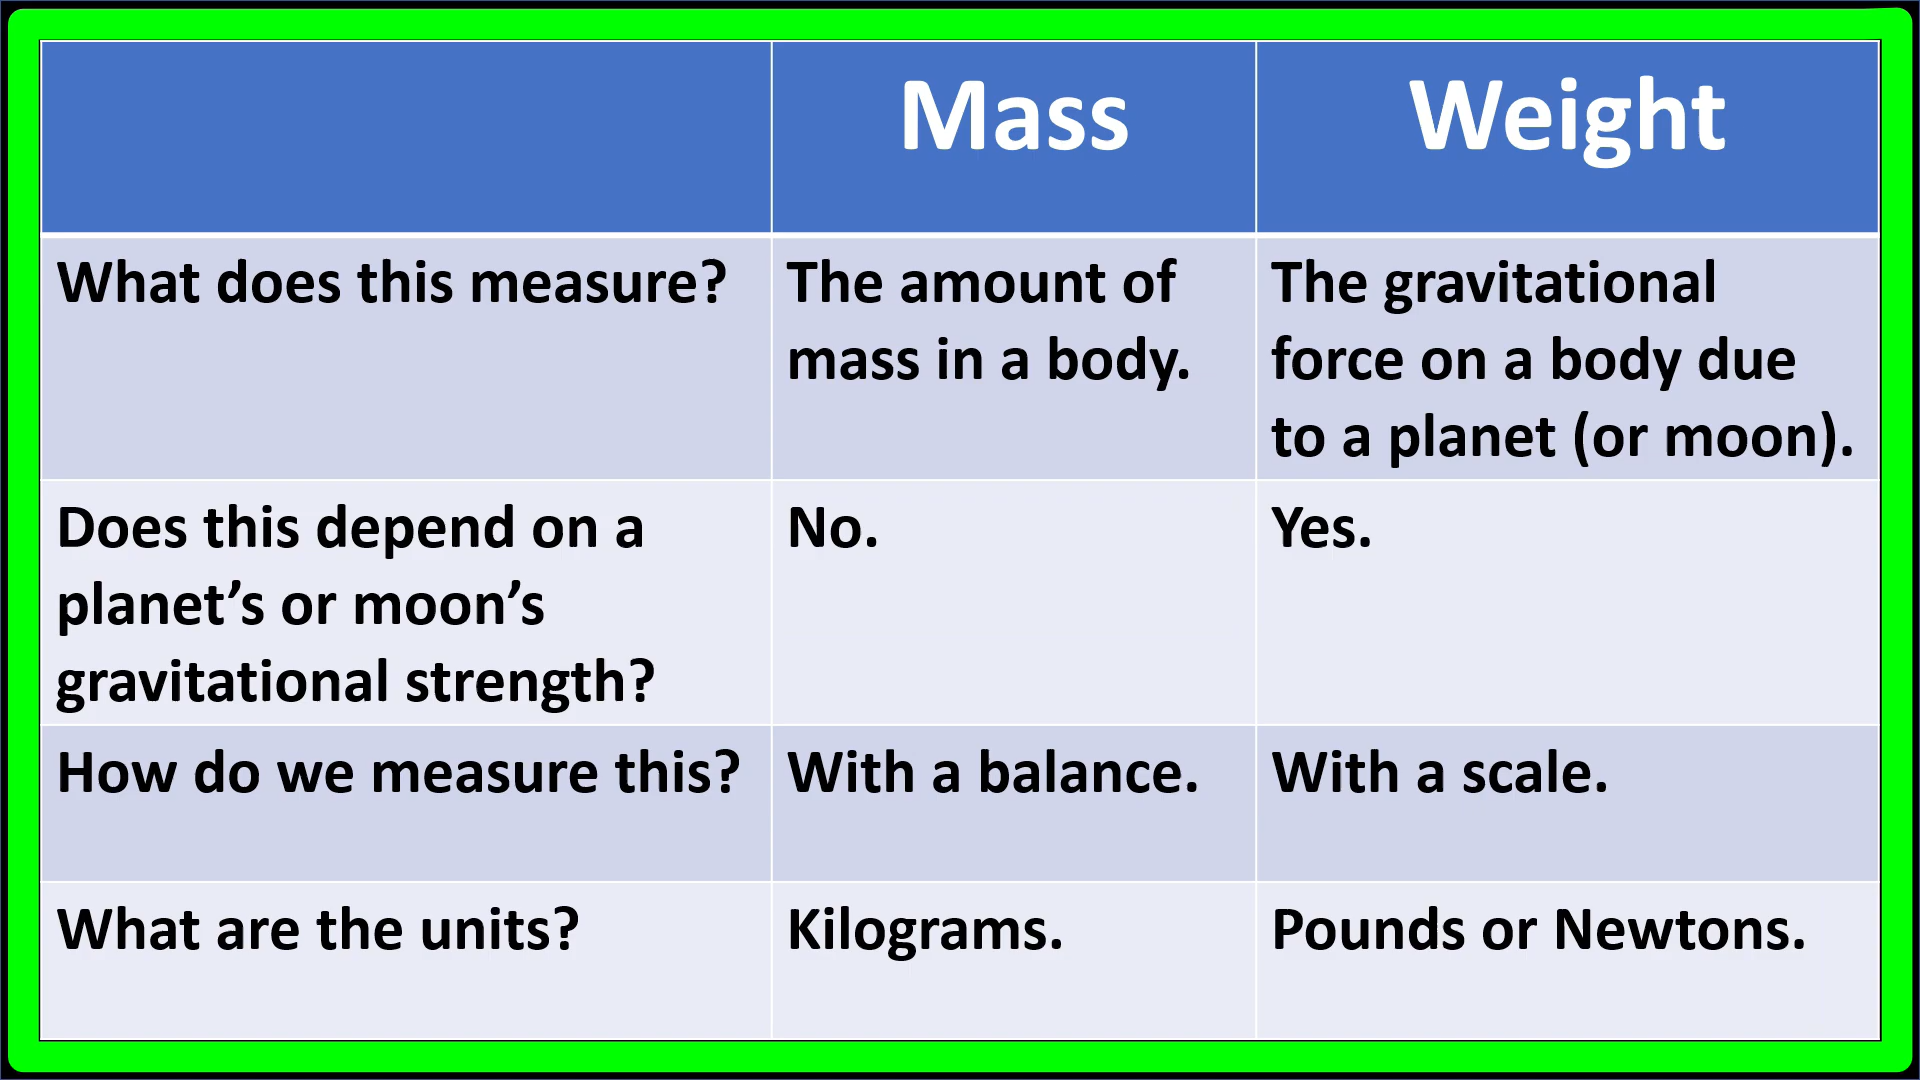 Mass
Weight
What does this measure?
The amount of
mass in a body.
The gravitational
force on a body due
to a planet (or moon).
Does this depend on a
planet’s or moon’s
gravitational strength?
No.
Yes.
How do we measure this?
With a balance.
With a scale.
What are the units?
Kilograms.
Pounds or Newtons.